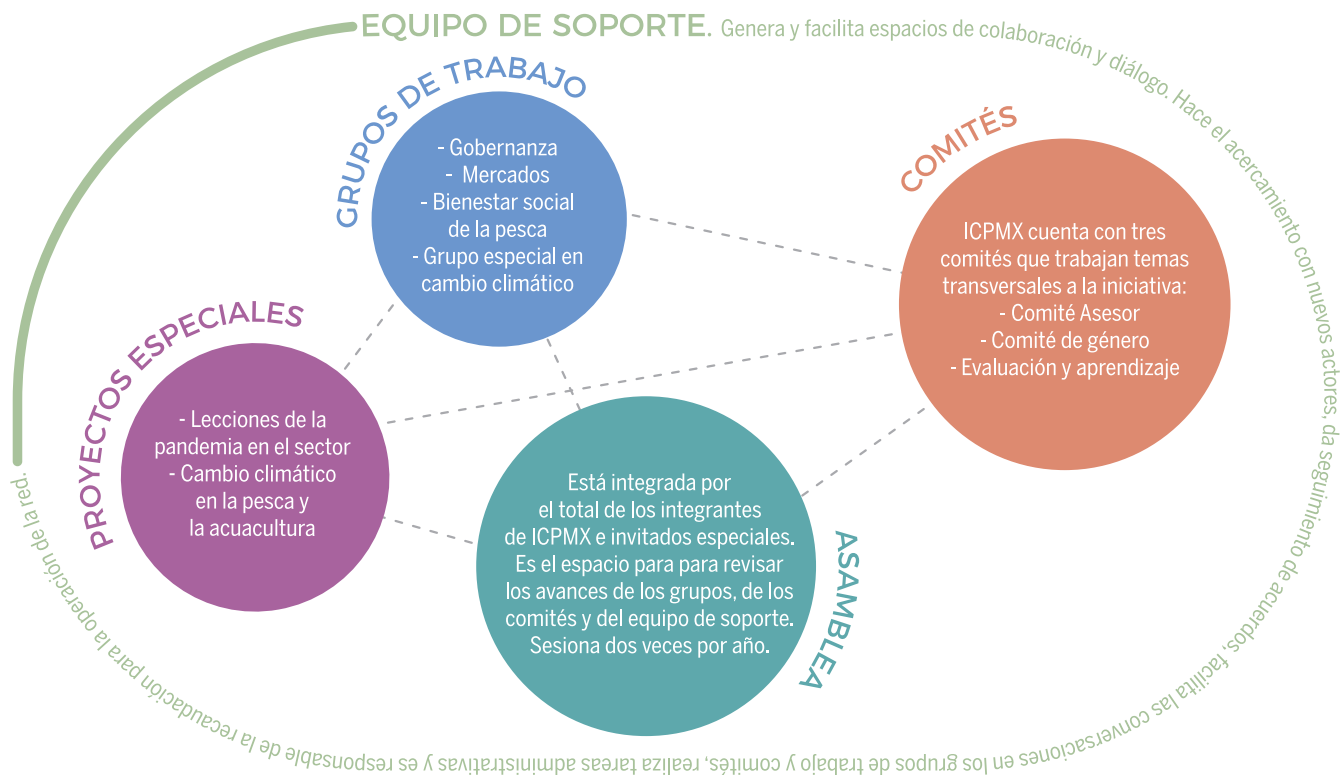 EQUIPO DE SOPORTE. Genera y facilita espacios de colaboración y diálogo. Hace el acercamiento con nuevos actores, da seguimiento de acuerdos, facilita las conversaciones en los grupos de trabajo y comités, realiza tareas administrativas y es responsable de la recaudación para la operación de la red.
GRUPOS DE TRABAJO
- Gobernanza
- Mercados
- Bienestar social
de la pesca
- Grupo especial en
cambio climático
COMITÉS
ICPMX cuenta con tres
comités que trabajan temas
transversales a la iniciativa:
- Comité Asesor
- Comité de género
- Evaluación y aprendizaje
PROYECTOS ESPECIALES
- Lecciones de la
pandemia en el sector
- Cambio climático
en la pesca y
la acuacultura
ASAMBLEA
Está integrada por
el total de los integrantes
de ICPMX e invitados especiales.
Es el espacio para para revisar
los avances de los grupos, de los
comités y del equipo de soporte.
Sesiona dos veces por año.